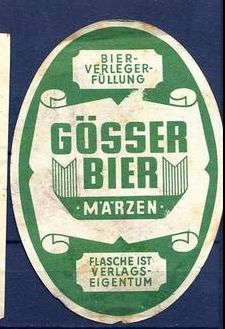 BIER-
VERLEGER-
FÜLLUNG
GÖSSER
BIER
· MÄRZEN ·
FLASCHE IST
VERLAGS-
EIGENTUM